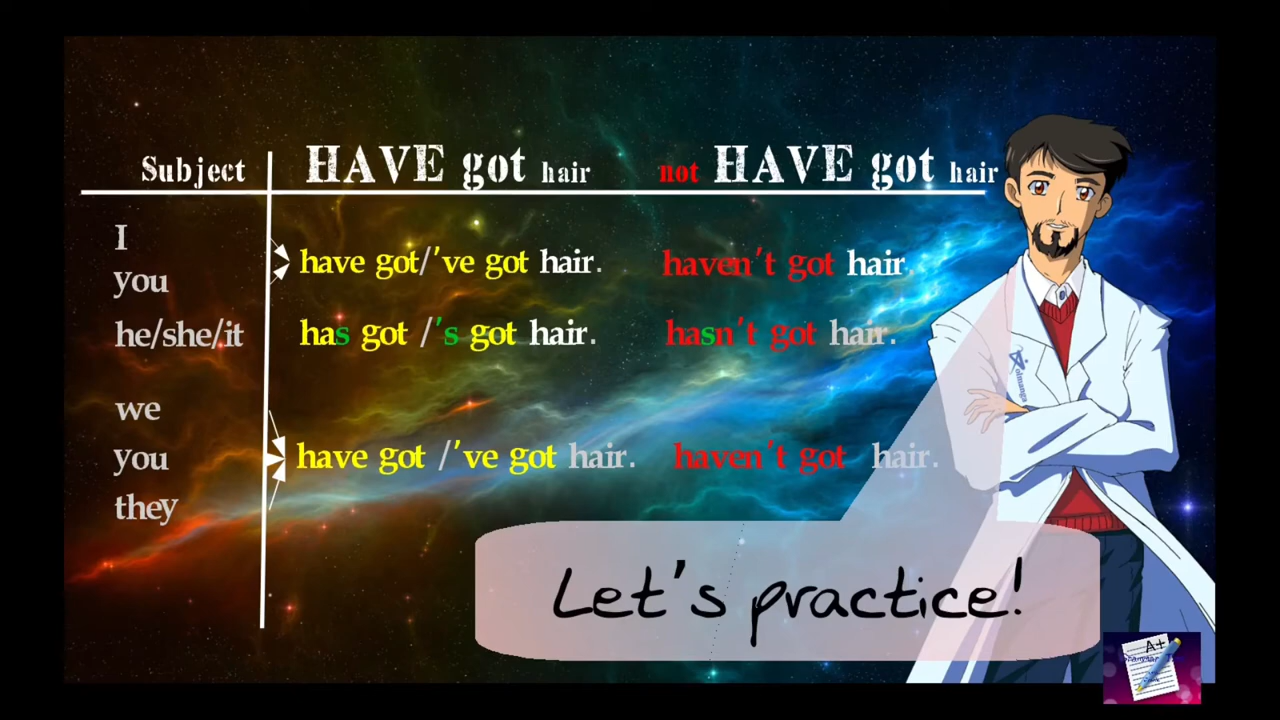 Subject HAVE got hair not HAVE got hair
I
you
have got/'ve got hair. haven't got hair.
he/she/it has got /'s got hair. hasn't got hair.
we
you have got /'ve got hair. haven't got hair.
they
Let's practice!
A+